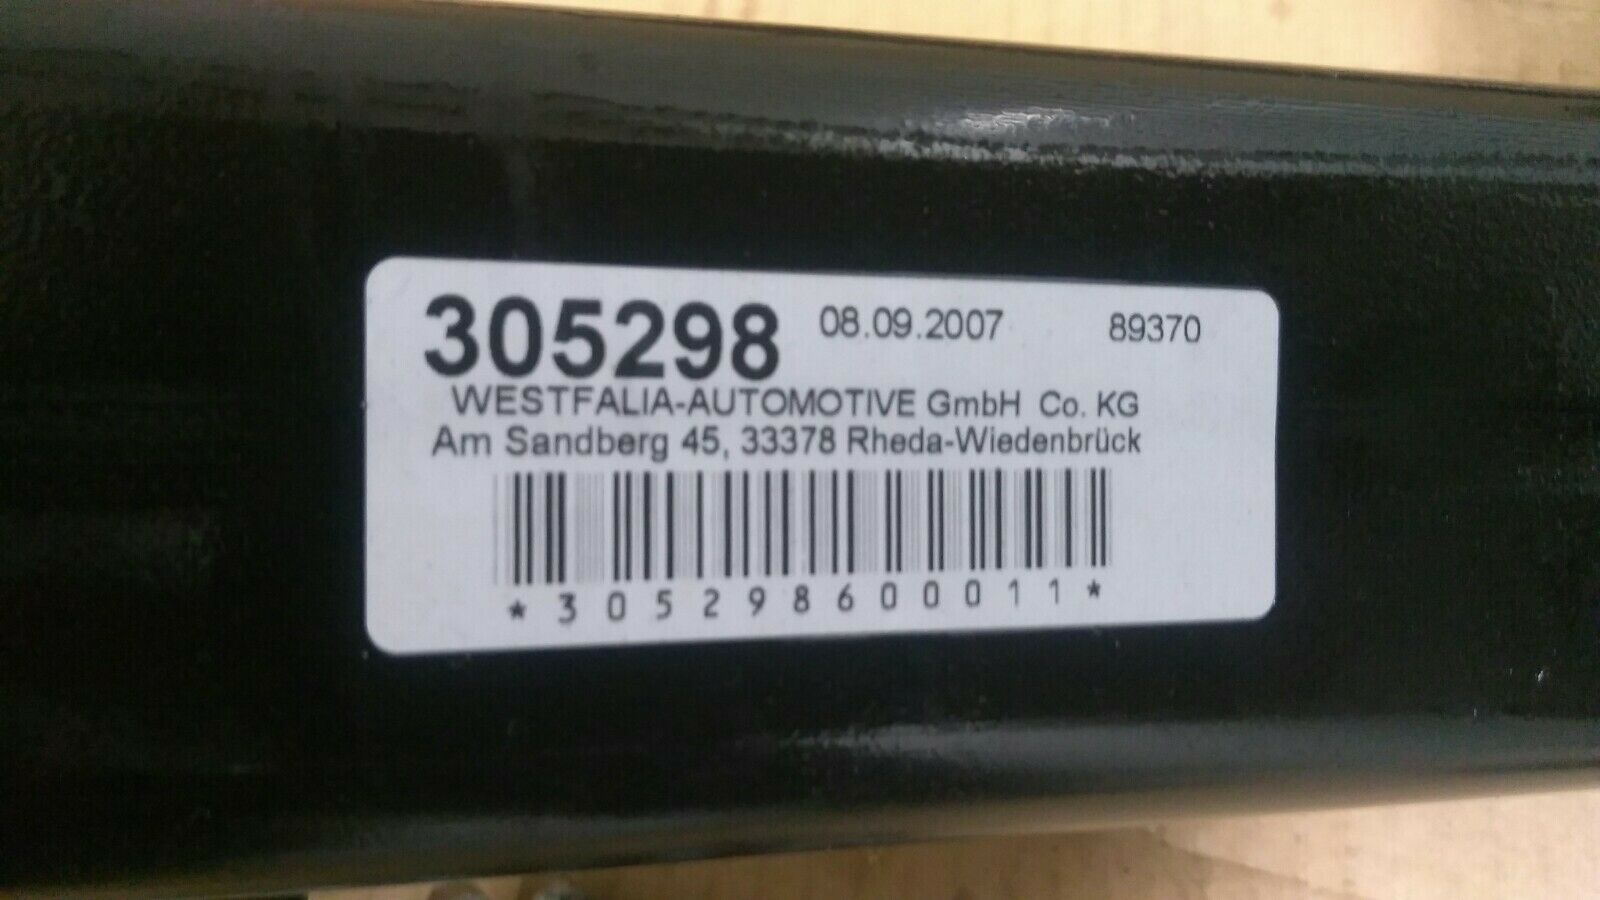 305298 08.09.2007 89370
WESTFALIA-AUTOMOTIVE GmbH Co. KG
Am Sandberg 45, 33378 Rheda-Wiedenbrück
*305298600011*